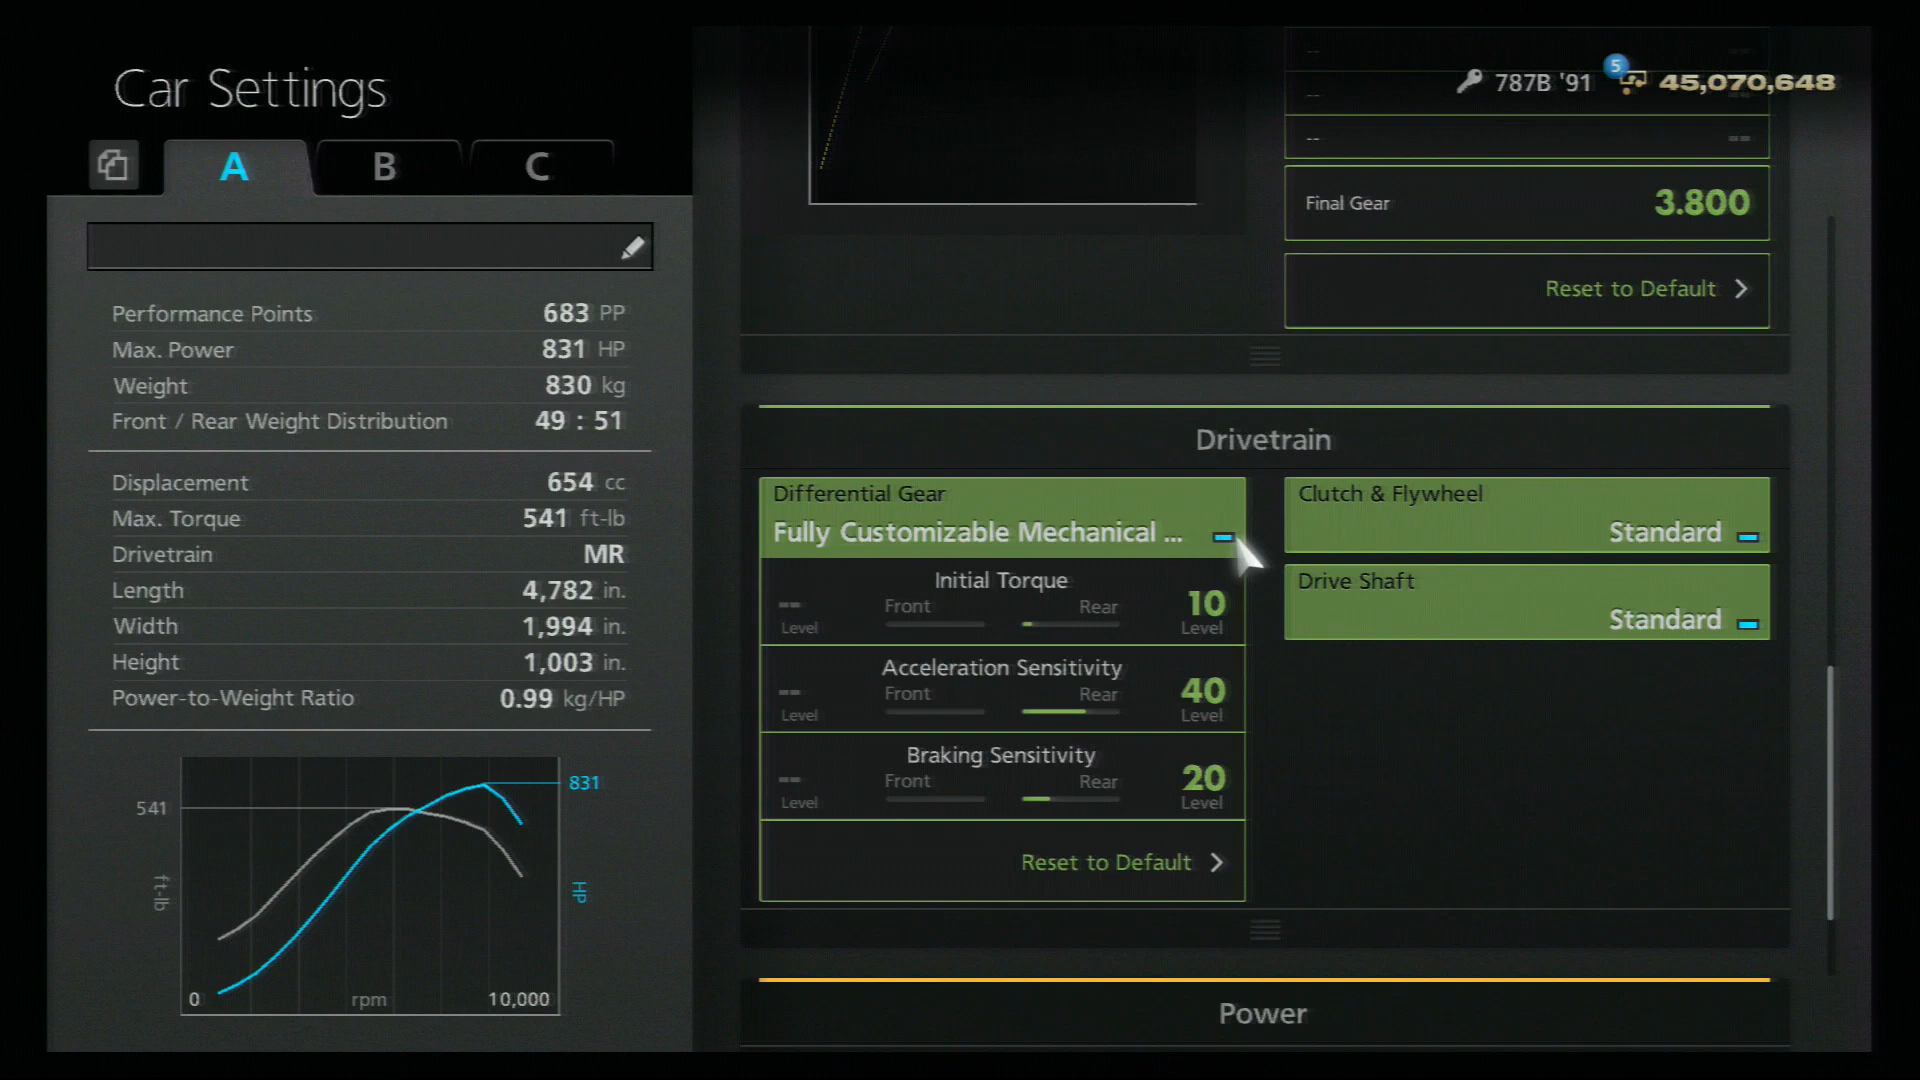 Car Settings
787B '91
5
45,070,648
A
B
C
Performance Points 683 PP
Max. Power 831 HP
Weight 830 kg
Front / Rear Weight Distribution 49 : 51
Displacement 654 cc
Max. Torque 541 ft-lb
Drivetrain MR
Length 4,782 in.
Width 1,994 in.
Height 1,003 in.
Power-to-Weight Ratio 0.99 kg/HP
541
831
ft-lb
HP
0
rpm
10,000
--
--
--
--
--
--
Final Gear 3.800
Reset to Default
Drivetrain
Differential Gear
Fully Customizable Mechanical ...
Initial Torque
-- Front Rear 10
Level Level
Acceleration Sensitivity
-- Front Rear 40
Level Level
Braking Sensitivity
-- Front Rear 20
Level Level
Reset to Default
Clutch & Flywheel
Standard
Drive Shaft
Standard
Power